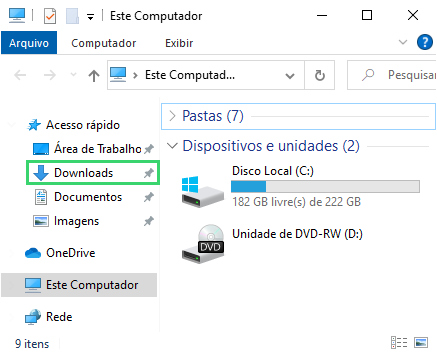 Este Computador
Arquivo
Computador
Exibir
Este Computad...
Pesquisar
Acesso rápido
Área de Trabalho
Downloads
Documentos
Imagens
OneDrive
Este Computador
Rede
Pastas (7)
Dispositivos e unidades (2)
Disco Local (C:)
182 GB livre(s) de 222 GB
Unidade de DVD-RW (D:)
DVD
9 itens